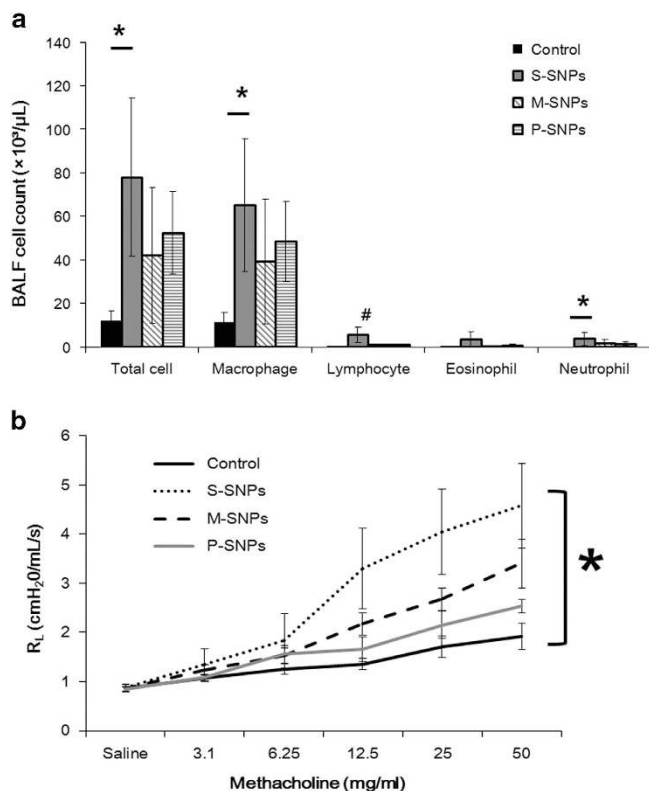 a
*
*
#
*
Control
S-SNPs
M-SNPs
P-SNPs
BALF cell count (×10³/µL)
140
120
100
80
60
40
20
0
Total cell
Macrophage
Lymphocyte
Eosinophil
Neutrophil
b
Control
S-SNPs
M-SNPs
P-SNPs
*
R_L (cmH₂0/mL/s)
6
5
4
3
2
1
0
Saline
3.1
6.25
12.5
25
50
Methacholine (mg/ml)